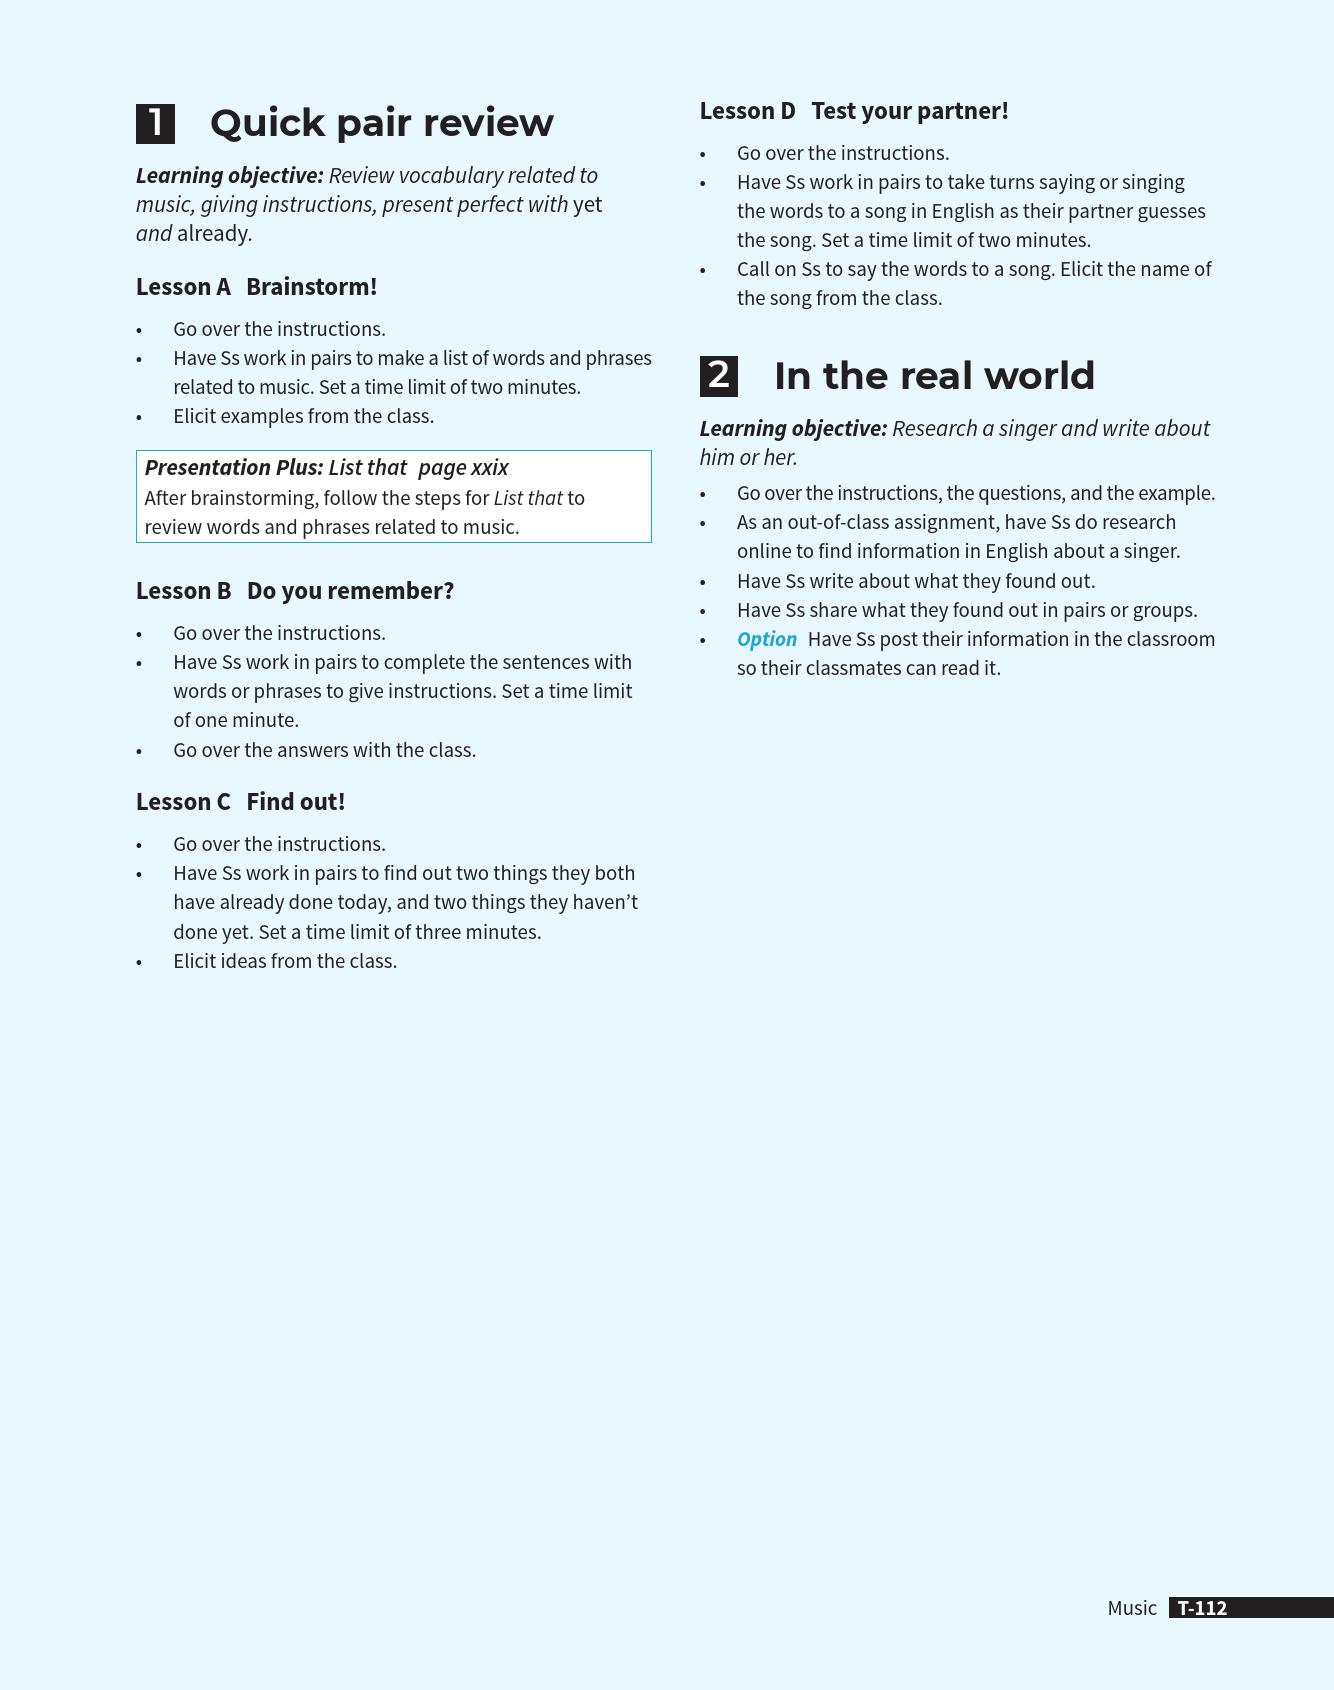 1 Quick pair review
Learning objective: Review vocabulary related to
music, giving instructions, present perfect with yet
and already.
Lesson A Brainstorm!
• Go over the instructions.
• Have Ss work in pairs to make a list of words and phrases
related to music. Set a time limit of two minutes.
• Elicit examples from the class.
Presentation Plus: List that page xxix
After brainstorming, follow the steps for List that to
review words and phrases related to music.
Lesson B Do you remember?
• Go over the instructions.
• Have Ss work in pairs to complete the sentences with
words or phrases to give instructions. Set a time limit
of one minute.
• Go over the answers with the class.
Lesson C Find out!
• Go over the instructions.
• Have Ss work in pairs to find out two things they both
have already done today, and two things they haven’t
done yet. Set a time limit of three minutes.
• Elicit ideas from the class.
Lesson D Test your partner!
• Go over the instructions.
• Have Ss work in pairs to take turns saying or singing
the words to a song in English as their partner guesses
the song. Set a time limit of two minutes.
• Call on Ss to say the words to a song. Elicit the name of
the song from the class.
2 In the real world
Learning objective: Research a singer and write about
him or her.
• Go over the instructions, the questions, and the example.
• As an out-of-class assignment, have Ss do research
online to find information in English about a singer.
• Have Ss write about what they found out.
• Have Ss share what they found out in pairs or groups.
• Option Have Ss post their information in the classroom
so their classmates can read it.
Music T-112